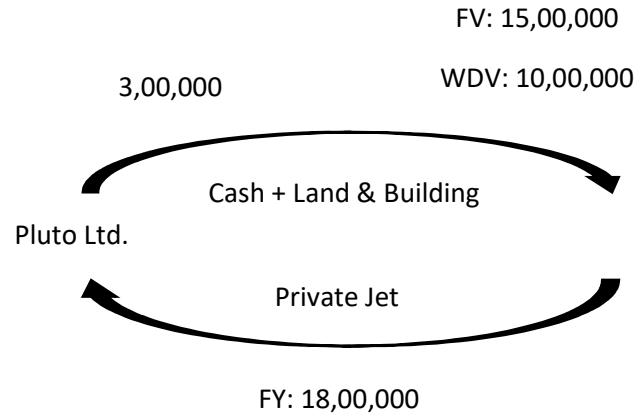 FV: 15,00,000
3,00,000
WDV: 10,00,000
Cash + Land & Building
Pluto Ltd.
Private Jet
FY: 18,00,000